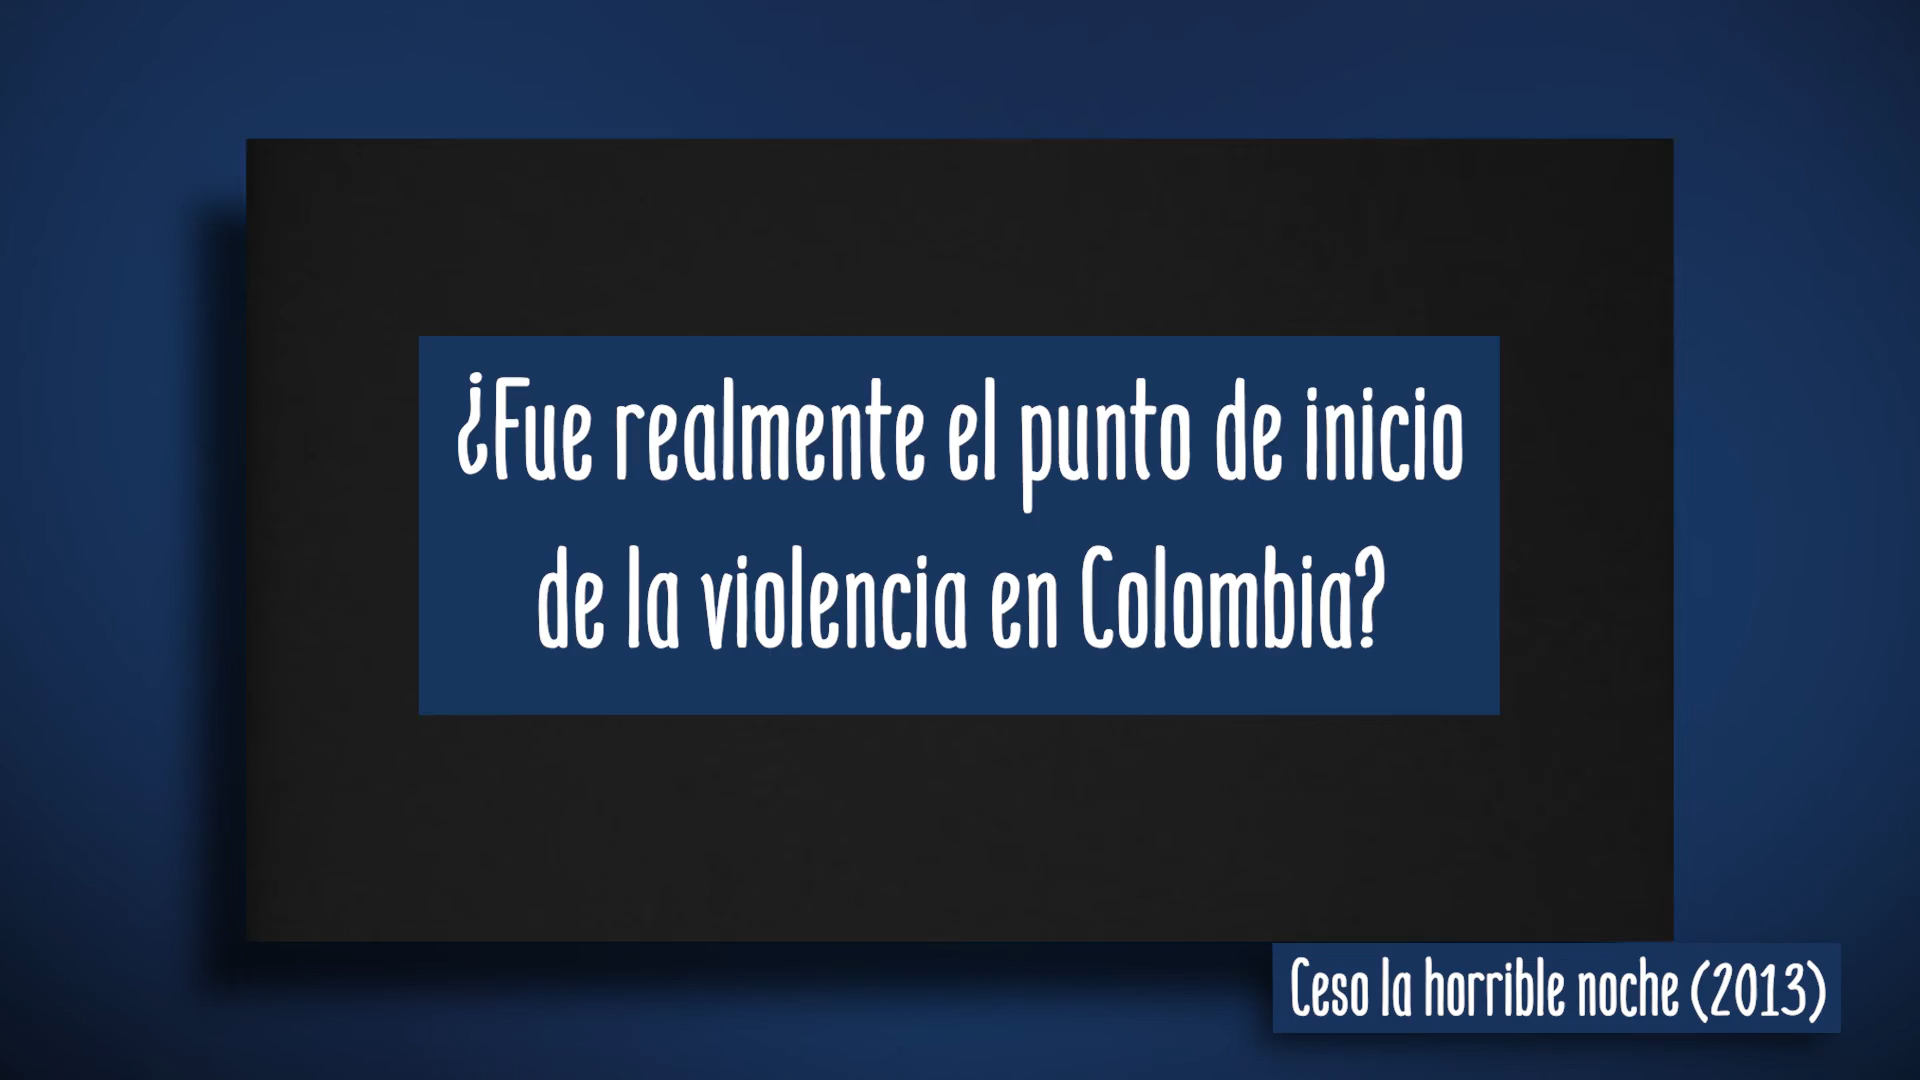 ¿Fue realmente el punto de inicio
de la violencia en Colombia?
Ceso la horrible noche (2013)